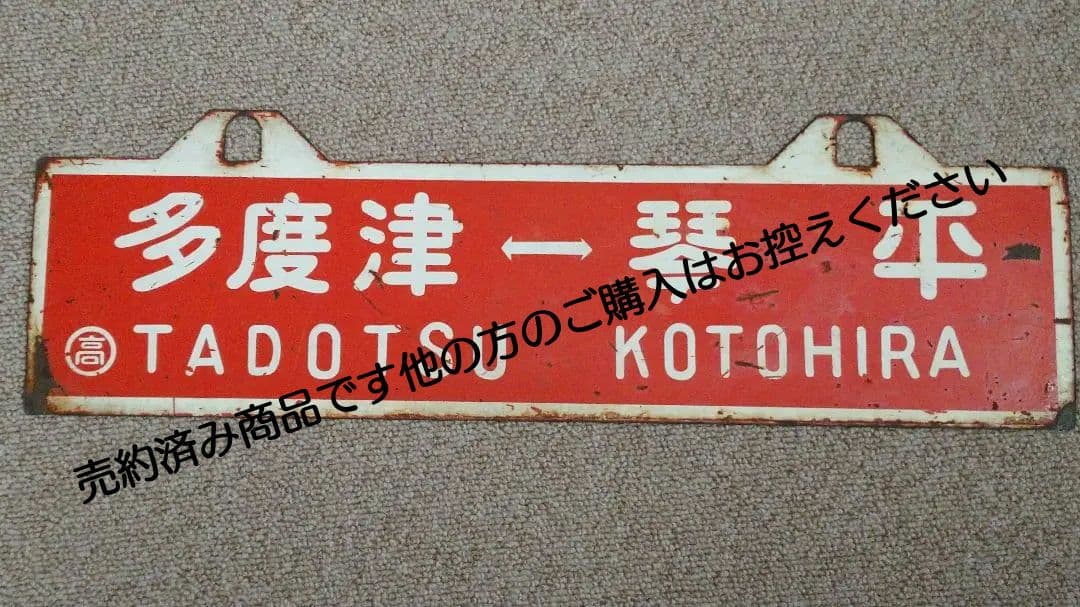 多度津↔琴平
㊞高 TADOTSU KOTOHIRA
売約済み商品です他の方のご購入はお控えください